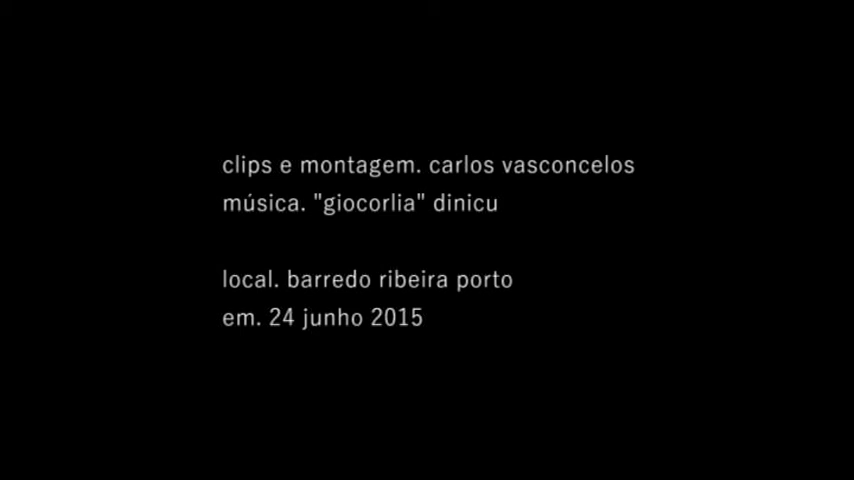 clips e montagem. carlos vasconcelos
música. "giocorlia" dinicu
local. barredo ribeira porto
em. 24 junho 2015